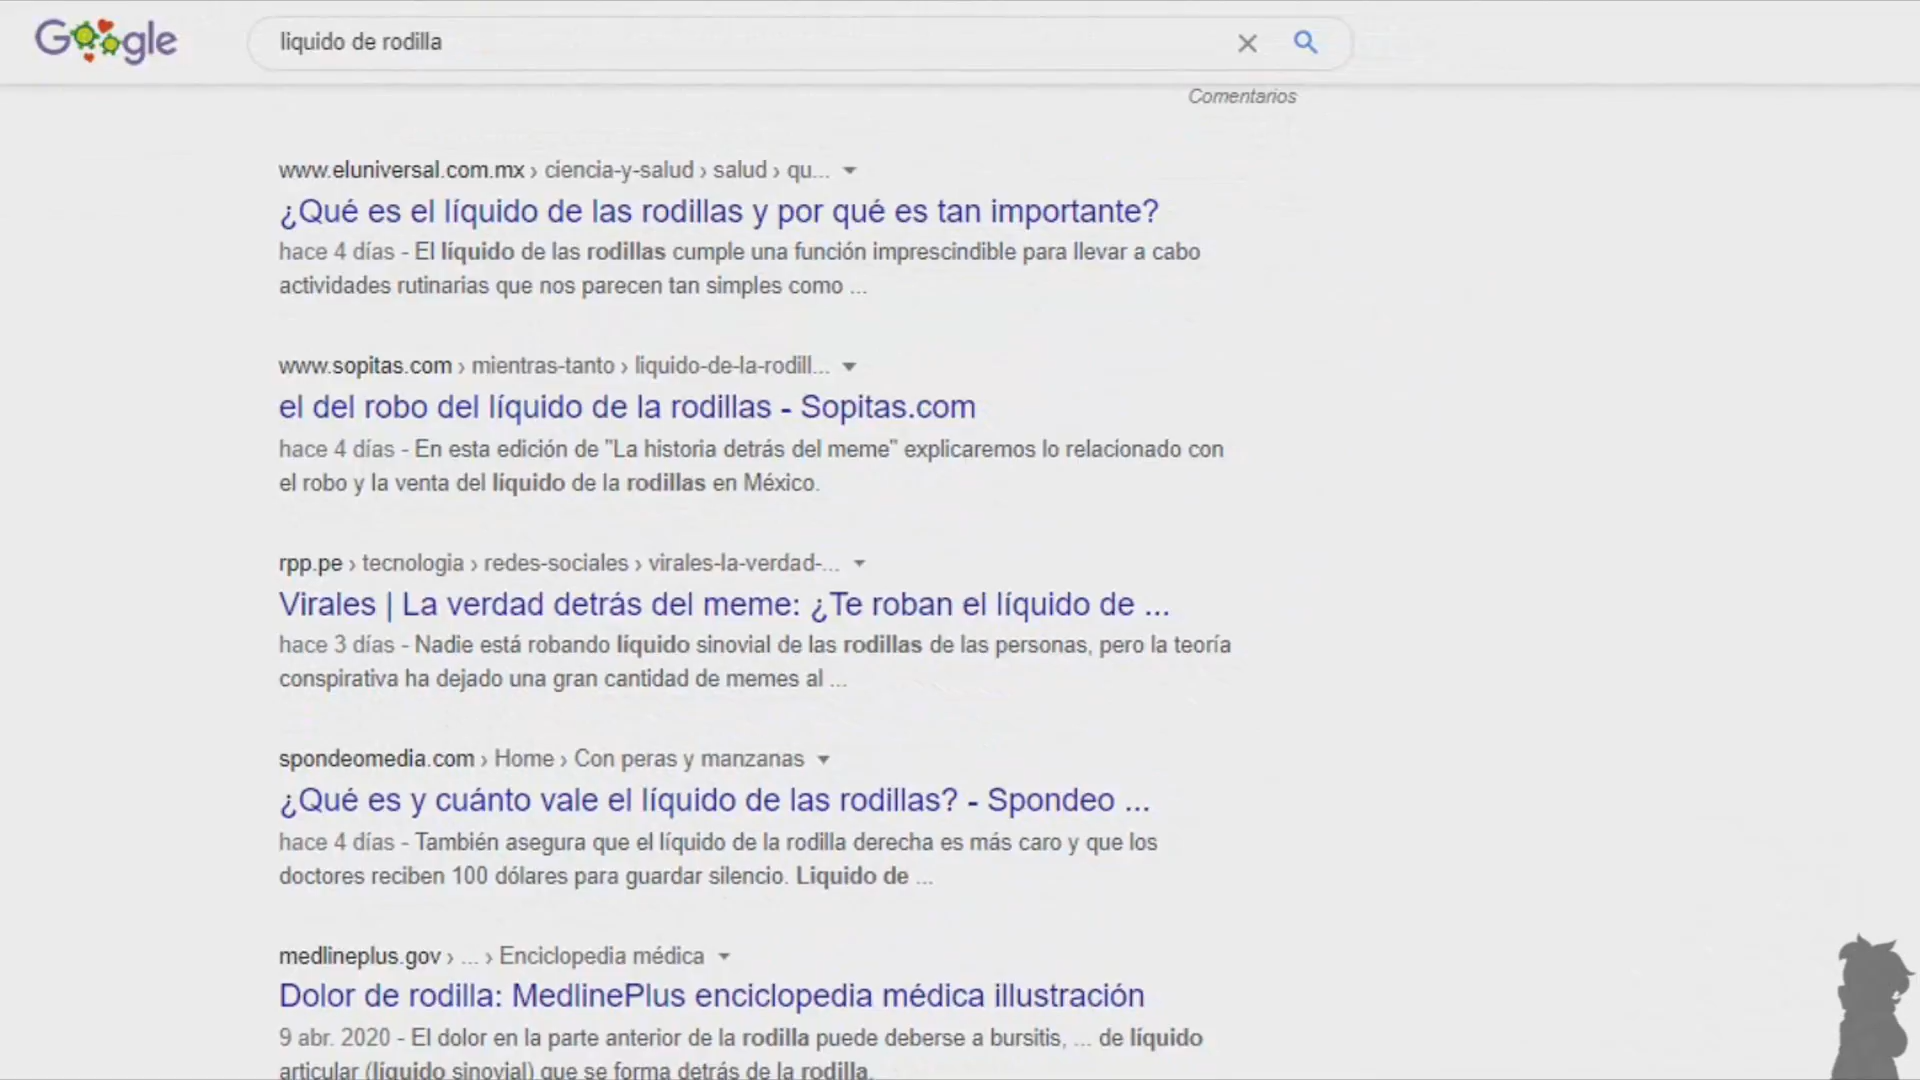 Google
liquido de rodilla
Comentarios
www.eluniversal.com.mx › ciencia-y-salud › salud › qu...
¿Qué es el líquido de las rodillas y por qué es tan importante?
hace 4 días - El líquido de las rodillas cumple una función imprescindible para llevar a cabo
actividades rutinarias que nos parecen tan simples como ...
www.sopitas.com › mientras-tanto › liquido-de-la-rodill...
el del robo del líquido de la rodillas - Sopitas.com
hace 4 días - En esta edición de "La historia detrás del meme" explicaremos lo relacionado con
el robo y la venta del líquido de la rodillas en México.
rpp.pe › tecnologia › redes-sociales › virales-la-verdad-...
Virales | La verdad detrás del meme: ¿Te roban el líquido de ...
hace 3 días - Nadie está robando líquido sinovial de las rodillas de las personas, pero la teoría
conspirativa ha dejado una gran cantidad de memes al ...
spondeomedia.com › Home › Con peras y manzanas
¿Qué es y cuánto vale el líquido de las rodillas? - Spondeo ...
hace 4 días - También asegura que el líquido de la rodilla derecha es más caro y que los
doctores reciben 100 dólares para guardar silencio. Liquido de ...
medlineplus.gov › ... › Enciclopedia médica
Dolor de rodilla: MedlinePlus enciclopedia médica illustración
9 abr. 2020 - El dolor en la parte anterior de la rodilla puede deberse a bursitis, ... de líquido
articular (líquido sinovial) que se forma detrás de la rodilla.